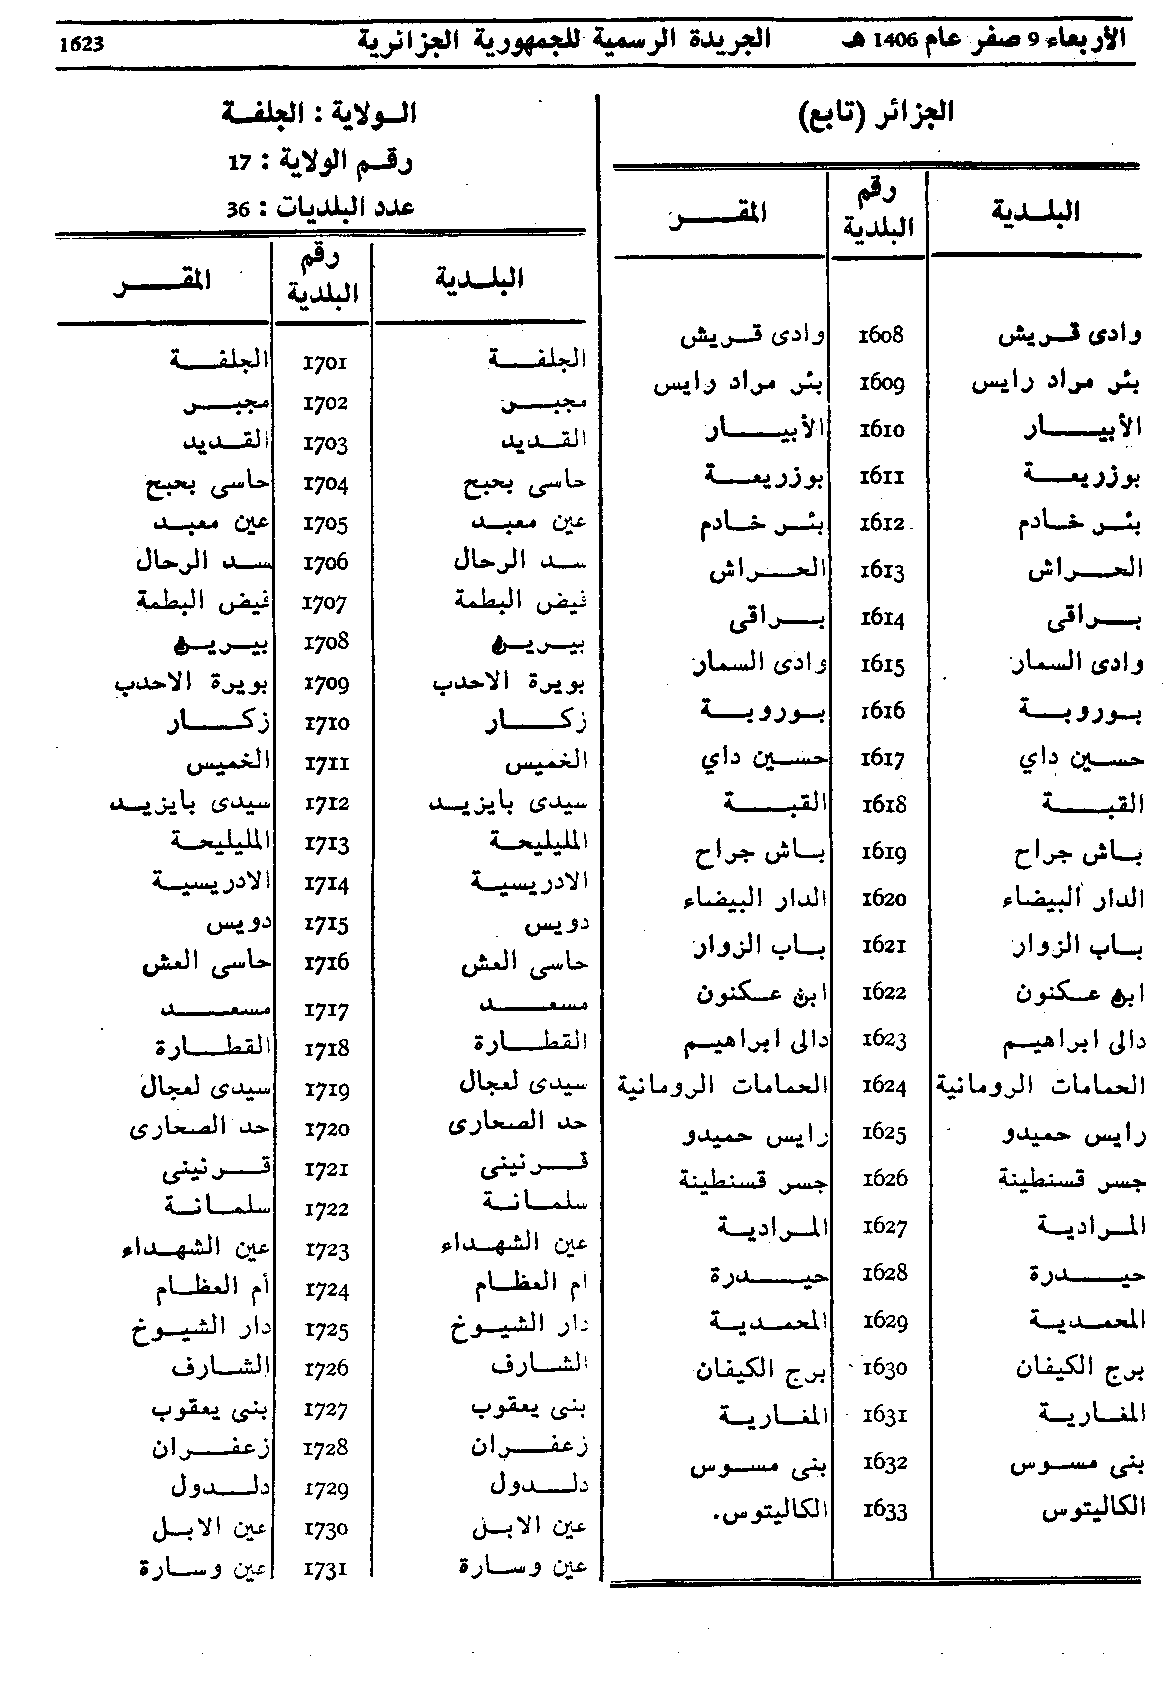 الأربعاء 9 صفر عام 1406 هـ الجريدة الرسمية للجمهورية الجزائرية 1623
الجزائر (تابع)
البلدية رقم البلدية المقر
وادى قريش 1608 وادى قريش
بئر مراد رايس 1609 بئر مراد رايس
الأبيار 1610 الأبيار
بوزريعة 1611 بوزريعة
بئر خادم 1612 بئر خادم
الحراش 1613 الحراش
براقى 1614 براقى
وادى السمار 1615 وادى السمار
بوروبة 1616 بوروبة
حسين داي 1617 حسين داي
القبة 1618 القبة
باش جراح 1619 باش جراح
الدار البيضاء 1620 الدار البيضاء
باب الزوار 1621 باب الزوار
ابن عكنون 1622 ابن عكنون
دالى ابراهيم 1623 دالى ابراهيم
الحمامات الرومانية 1624 الحمامات الرومانية
رايس حميدو 1625 رايس حميدو
جسر قسنطينة 1626 جسر قسنطينة
المرادية 1627 المرادية
حيدرة 1628 حيدرة
المحمدية 1629 المحمدية
برج الكيفان 1630 برج الكيفان
المغارية 1631 المغارية
بنى مسوس 1632 بنى مسوس
الكاليتوس 1633 الكاليتوس.
الولاية : الجلفة
رقم الولاية : 17
عدد البلديات : 36
البلدية رقم البلدية المقر
الجلفة 1701 الجلفة
مجبر 1702 مجبر
القديد 1703 القديد
حاسى بحبح 1704 حاسى بحبح
عين معبد 1705 عين معبد
سد الرحال 1706 سد الرحال
فيض البطمة 1707 فيض البطمة
بيرين 1708 بيرين
بويرة الاحدب 1709 بويرة الاحدب
زكار 1710 زكار
الخميس 1711 الخميس
سيدى بايزيد 1712 سيدى بايزيد
المليليحة 1713 المليليحة
الادريسية 1714 الادريسية
دويس 1715 دويس
حاسى العش 1716 حاسى العش
مسعد 1717 مسعد
القطارة 1718 القطارة
سيدى لعجال 1719 سيدى لعجال
حد الصحارى 1720 حد الصحارى
قرنينى 1721 قرنينى
سلمانة 1722 سلمانة
عين الشهداء 1723 عين الشهداء
أم العظام 1724 أم العظام
دار الشيوخ 1725 دار الشيوخ
الشارف 1726 الشارف
بنى يعقوب 1727 بنى يعقوب
زعفران 1728 زعفران
دلدول 1729 دلدول
عين الابل 1730 عين الابل
عين وسارة 1731 عين وسارة